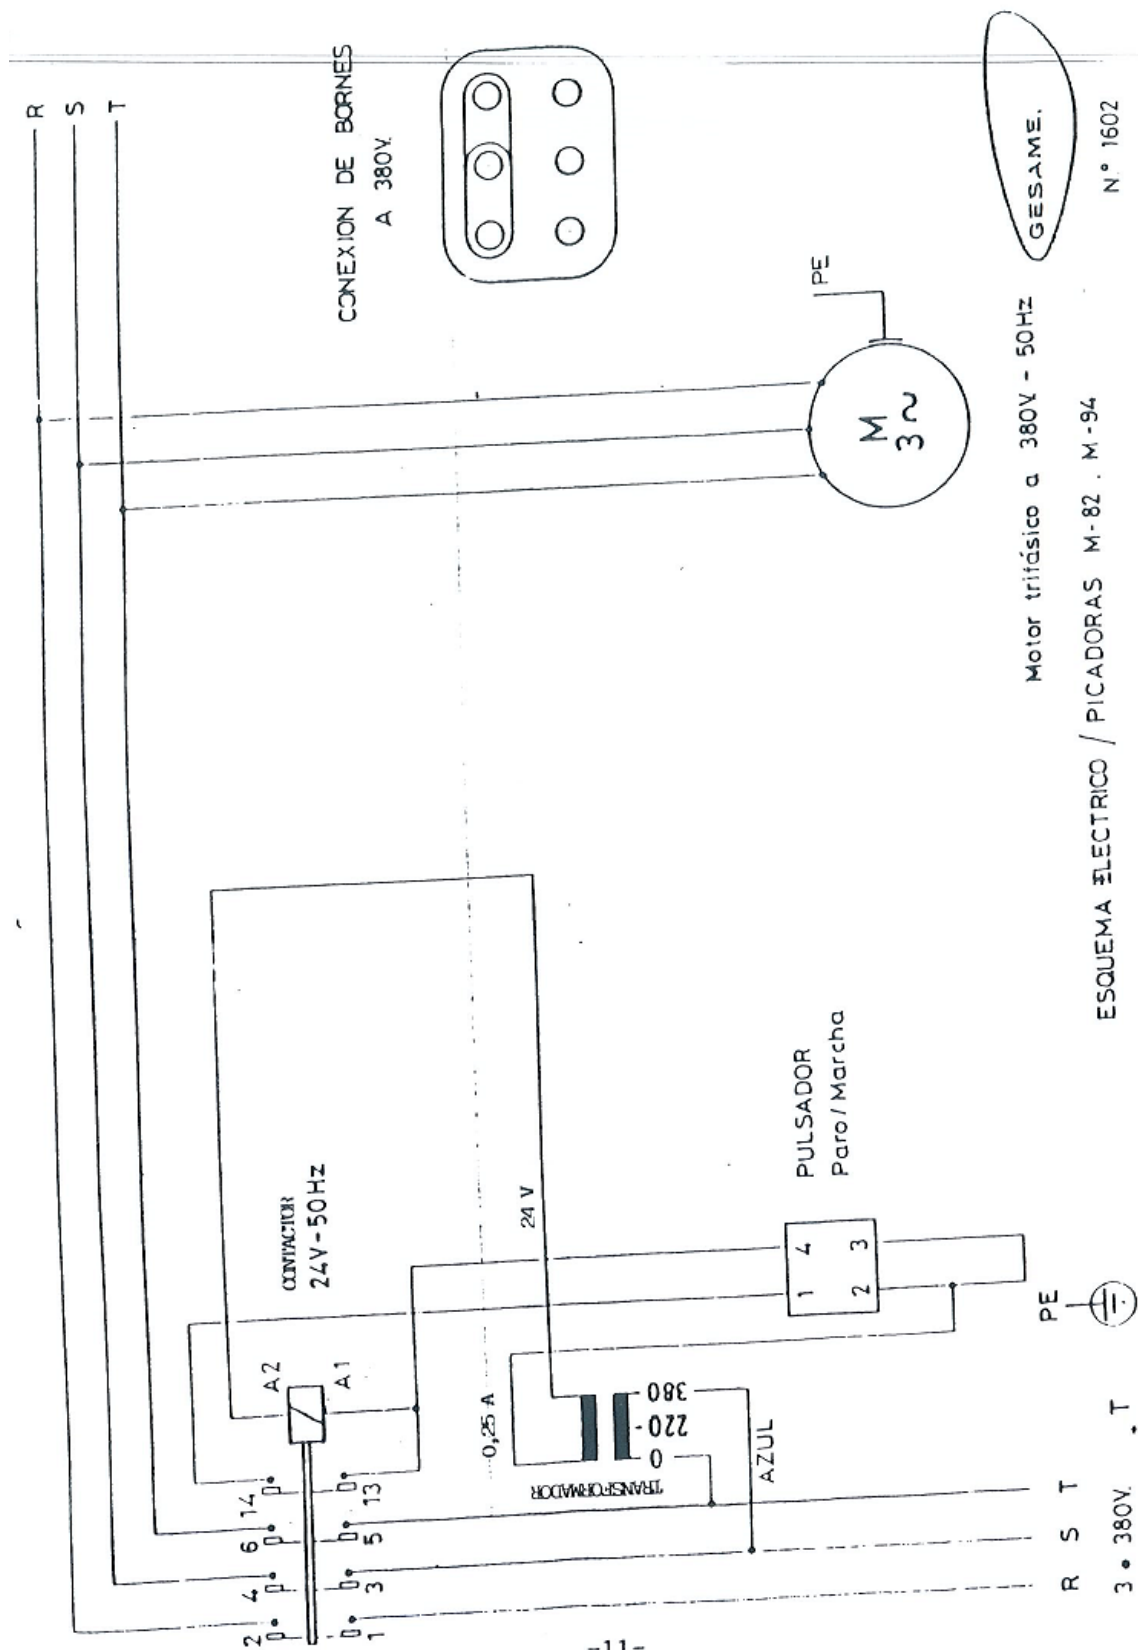 R
S
T
CONEXION DE BORNES
A 380V.
PE
M
3~
GESAME.
Motor trifásico a 380V - 50Hz
ESQUEMA ELECTRICO / PICADORAS M-82 . M-94
N.º 1602
CONTACTOR
24V-50Hz
A2
A1
2
4
6
14
1
3
5
13
0,25 A
24 V
TRANSFORMADOR
0
220
380
AZUL
PULSADOR
Paro/Marcha
1
4
2
3
PE
R
S
T
3 • 380V. . T
-11-